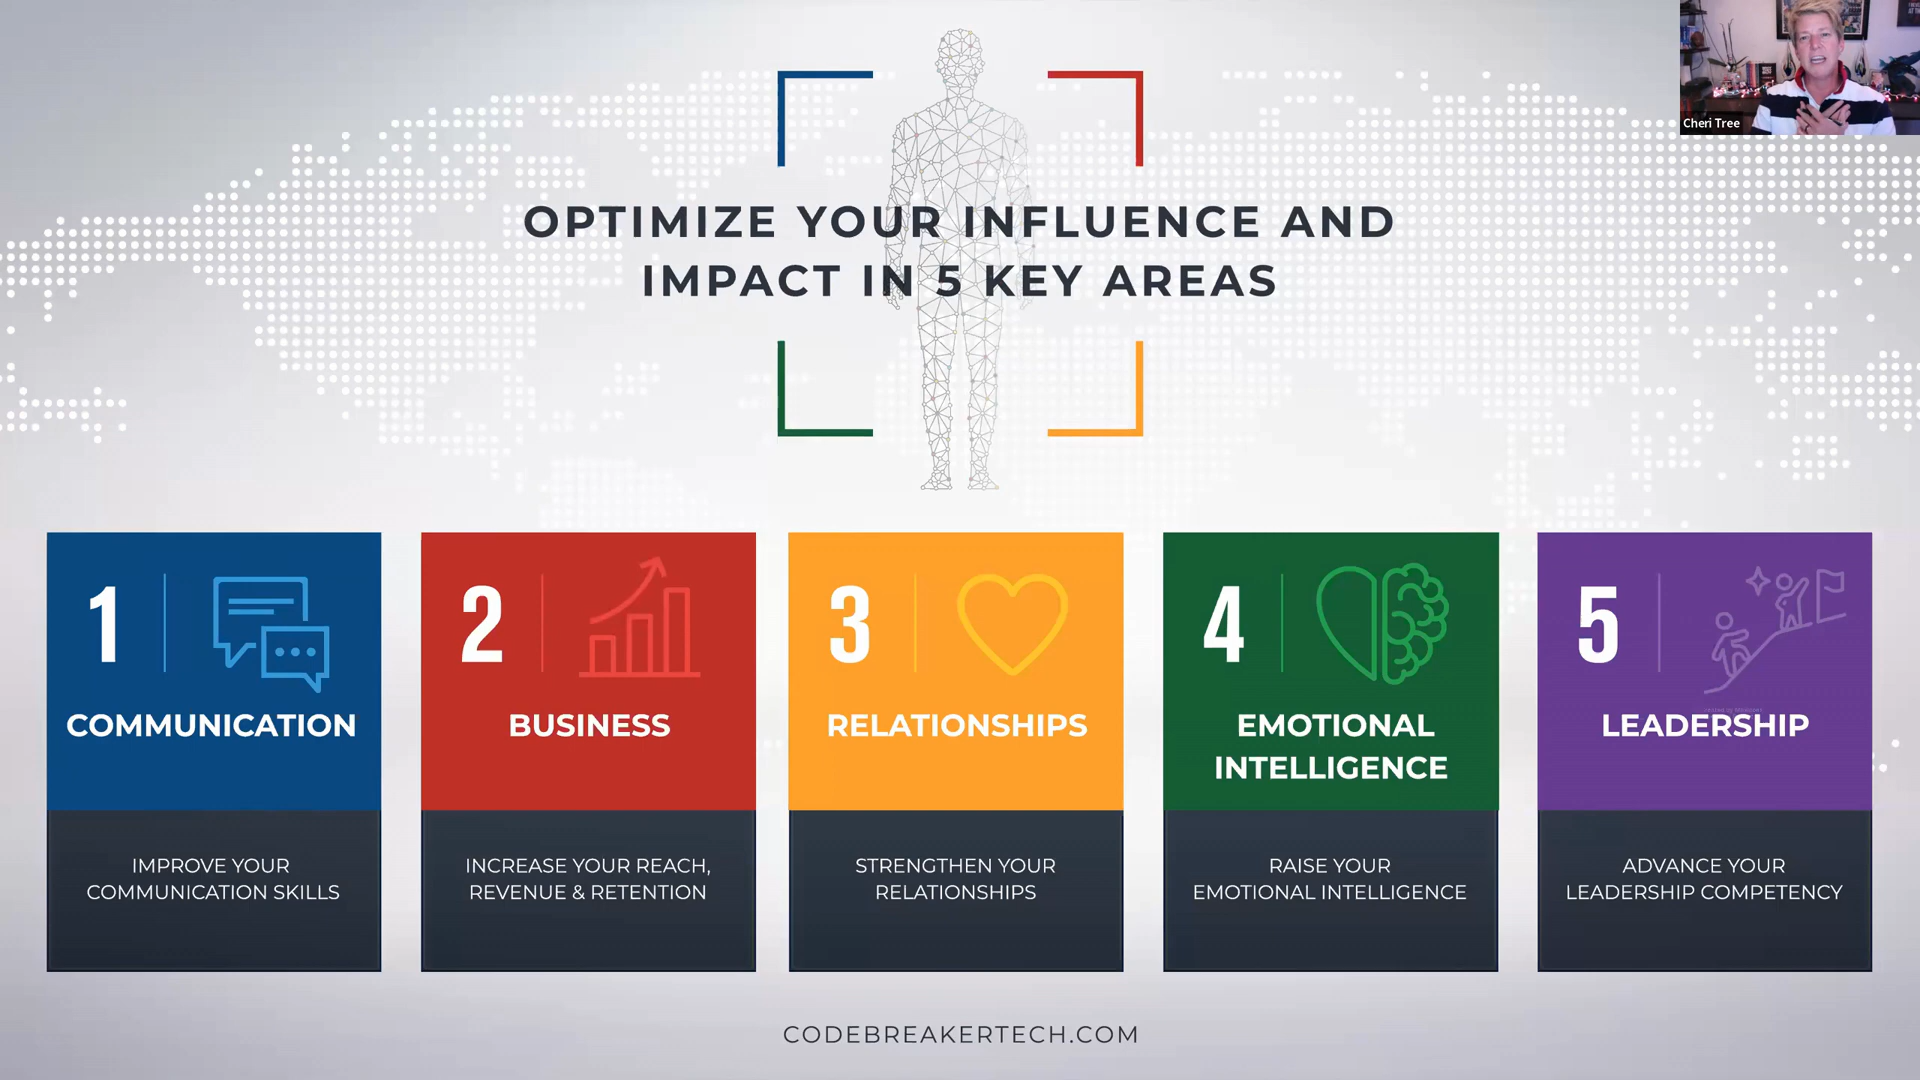 Cheri Tree
OPTIMIZE YOUR INFLUENCE AND
IMPACT IN 5 KEY AREAS
1
COMMUNICATION
IMPROVE YOUR
COMMUNICATION SKILLS
2
BUSINESS
INCREASE YOUR REACH,
REVENUE & RETENTION
3
RELATIONSHIPS
STRENGTHEN YOUR
RELATIONSHIPS
4
EMOTIONAL
INTELLIGENCE
RAISE YOUR
EMOTIONAL INTELLIGENCE
5
LEADERSHIP
ADVANCE YOUR
LEADERSHIP COMPETENCY
CODEBREAKERTECH.COM